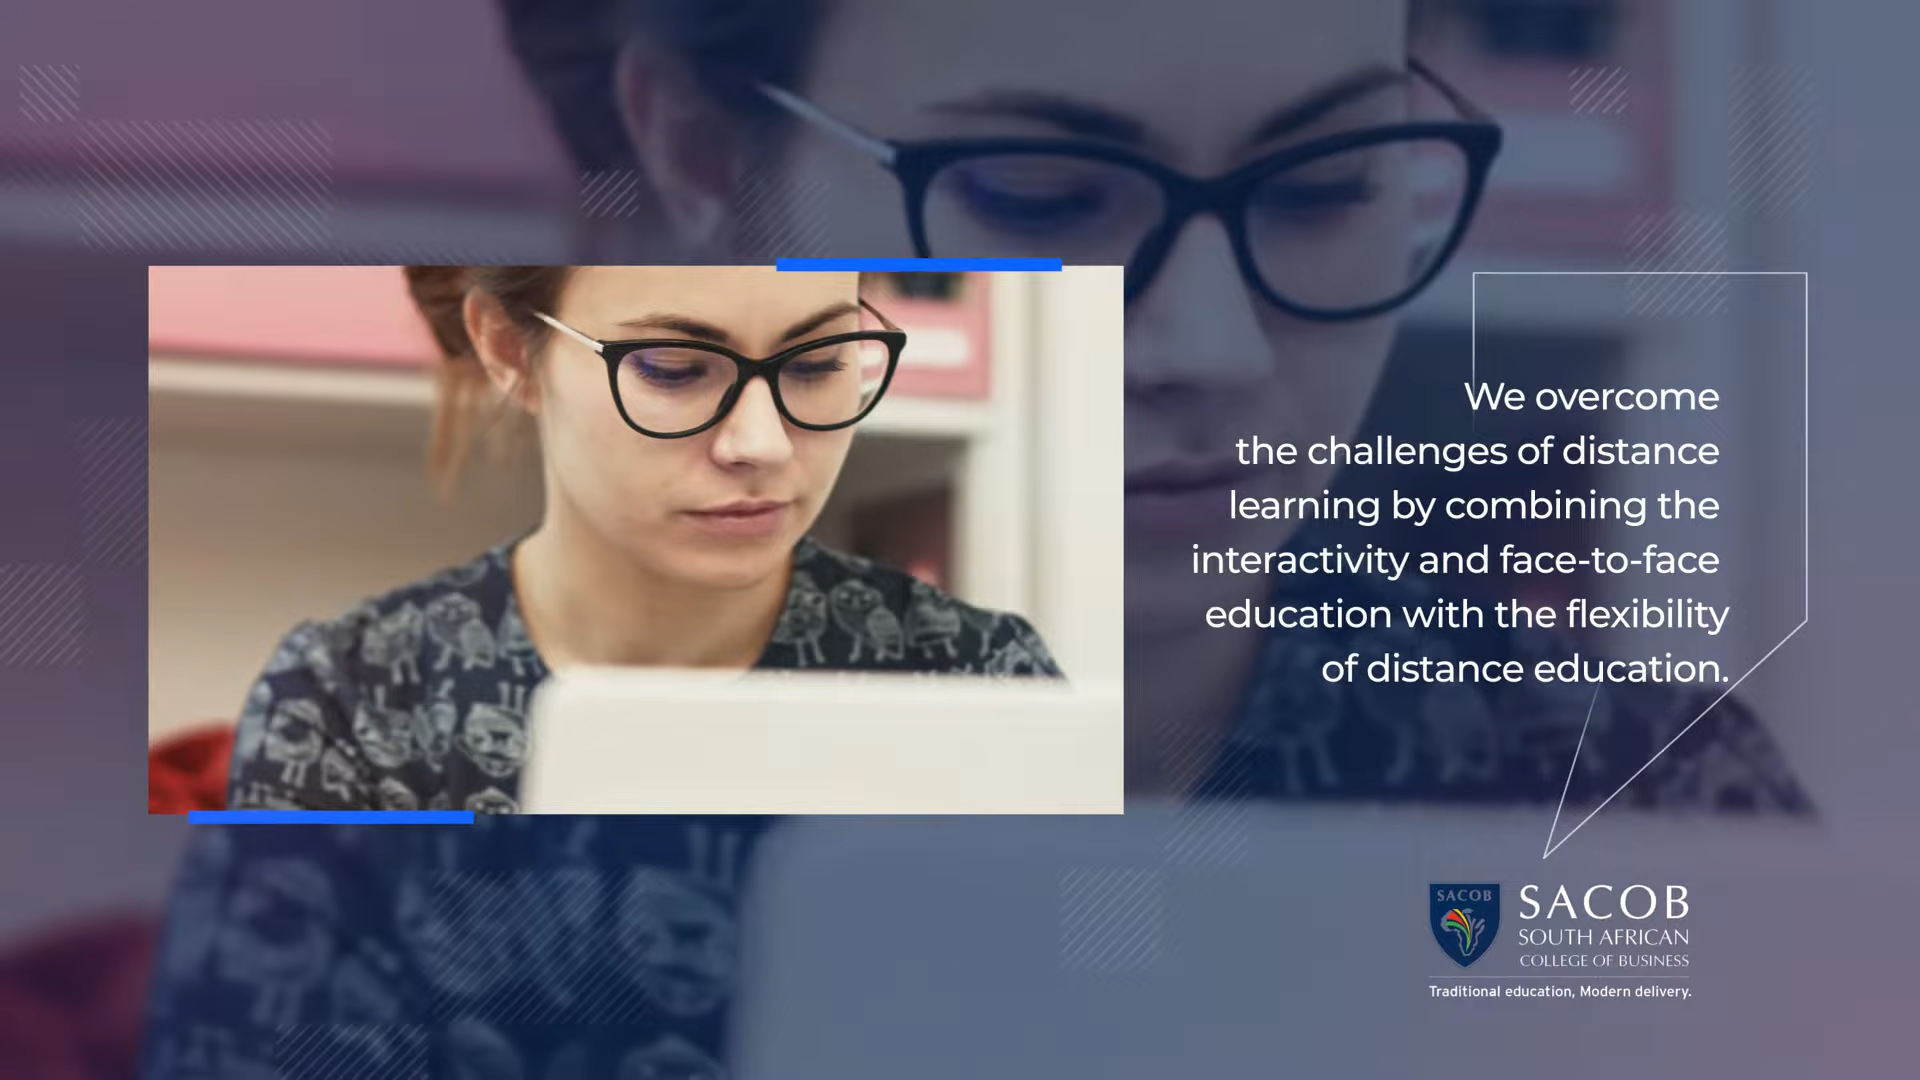 We overcome
the challenges of distance
learning by combining the
interactivity and face-to-face
education with the flexibility
of distance education.
SACOB
SACOB
SOUTH AFRICAN
COLLEGE OF BUSINESS
Traditional education, Modern delivery.